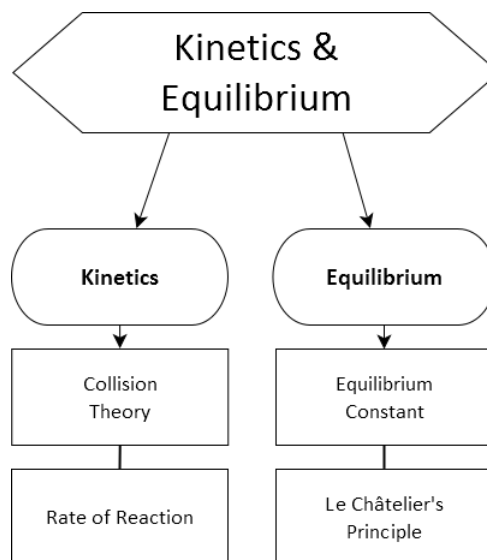 Kinetics &
Equilibrium
Kinetics
Equilibrium
Collision
Theory
Equilibrium
Constant
Rate of Reaction
Le Châtelier's
Principle